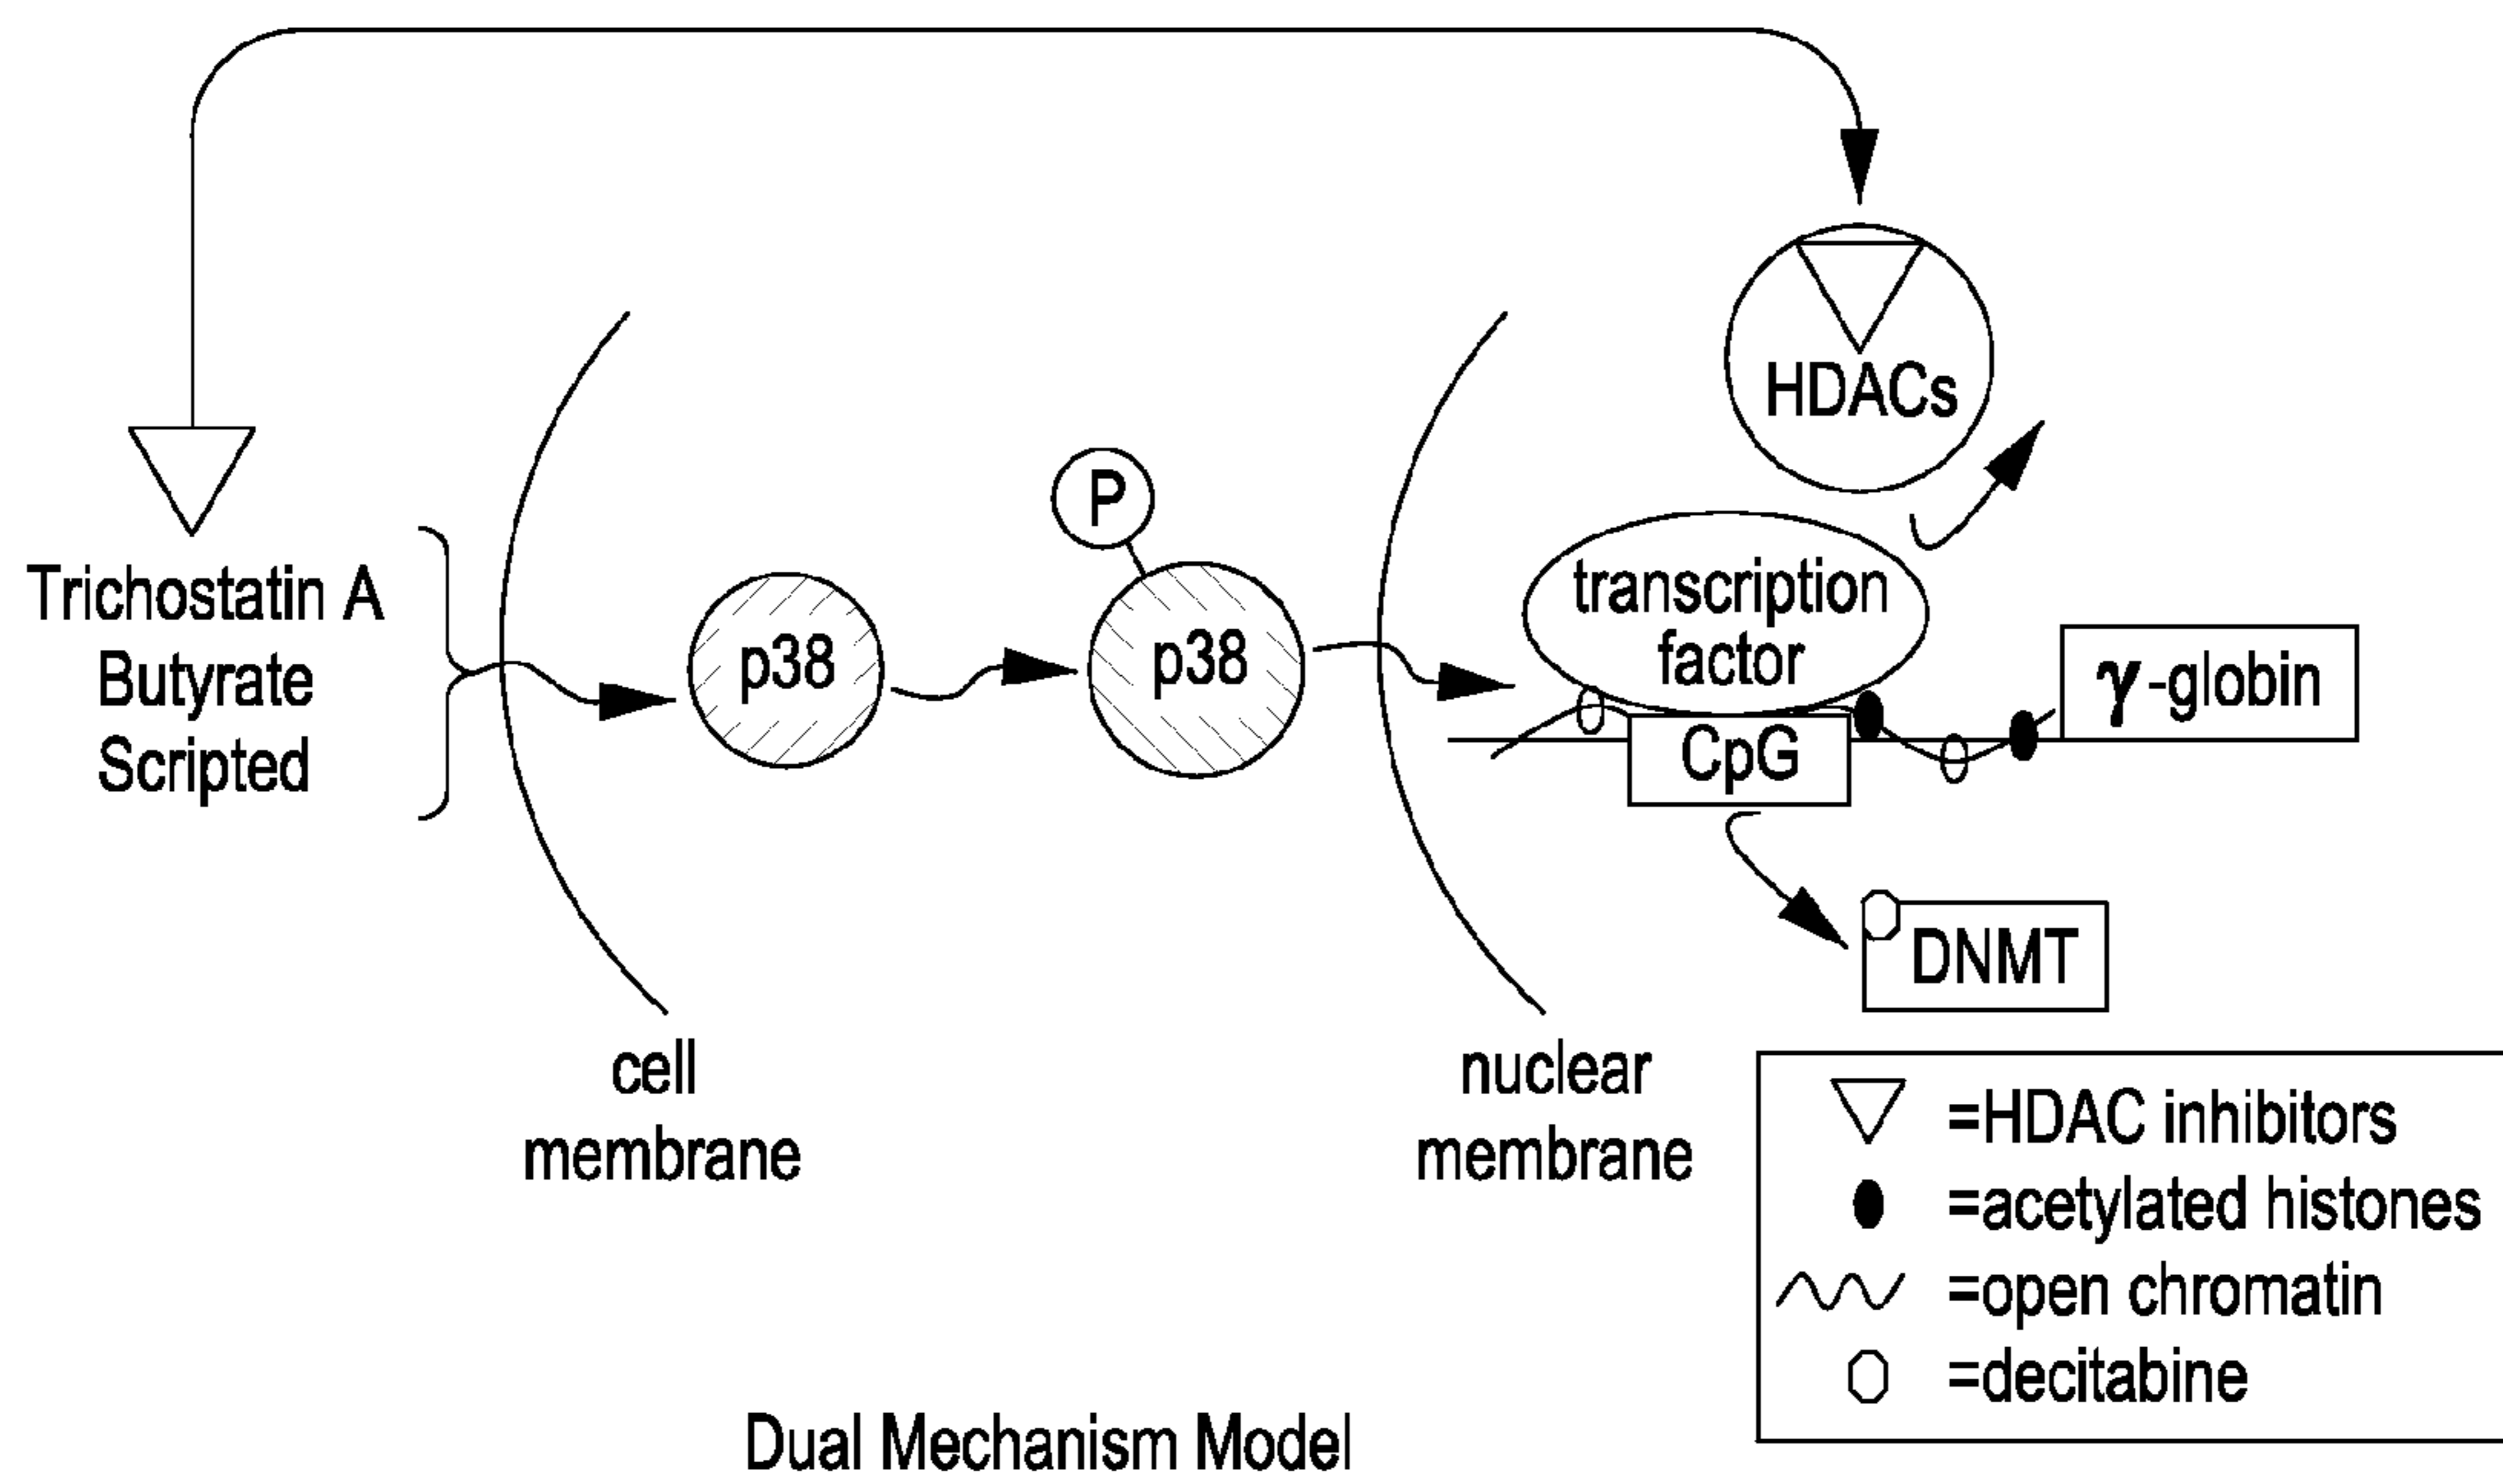 HDACs
P
Trichostatin A
Butyrate
Scripted
p38
p38
transcription
factor
γ-globin
CpG
DNMT
cell
membrane
nuclear
membrane
=HDAC inhibitors
=acetylated histones
=open chromatin
=decitabine
Dual Mechanism Model